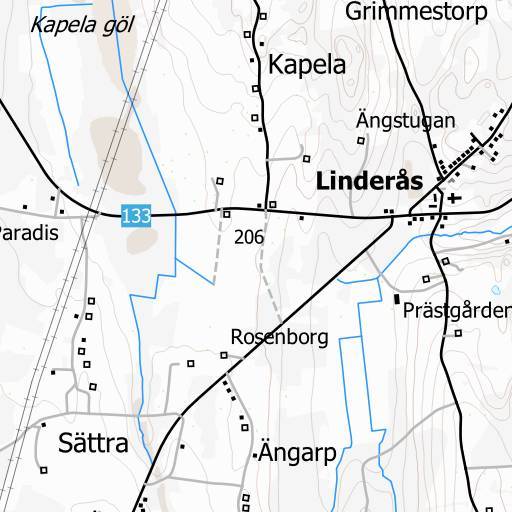 Grimmestorp
Kapela göl
Kapela
Ängstugan
Linderås
133
Paradis
206
Prästgården
Rosenborg
Sättra
Ängarp